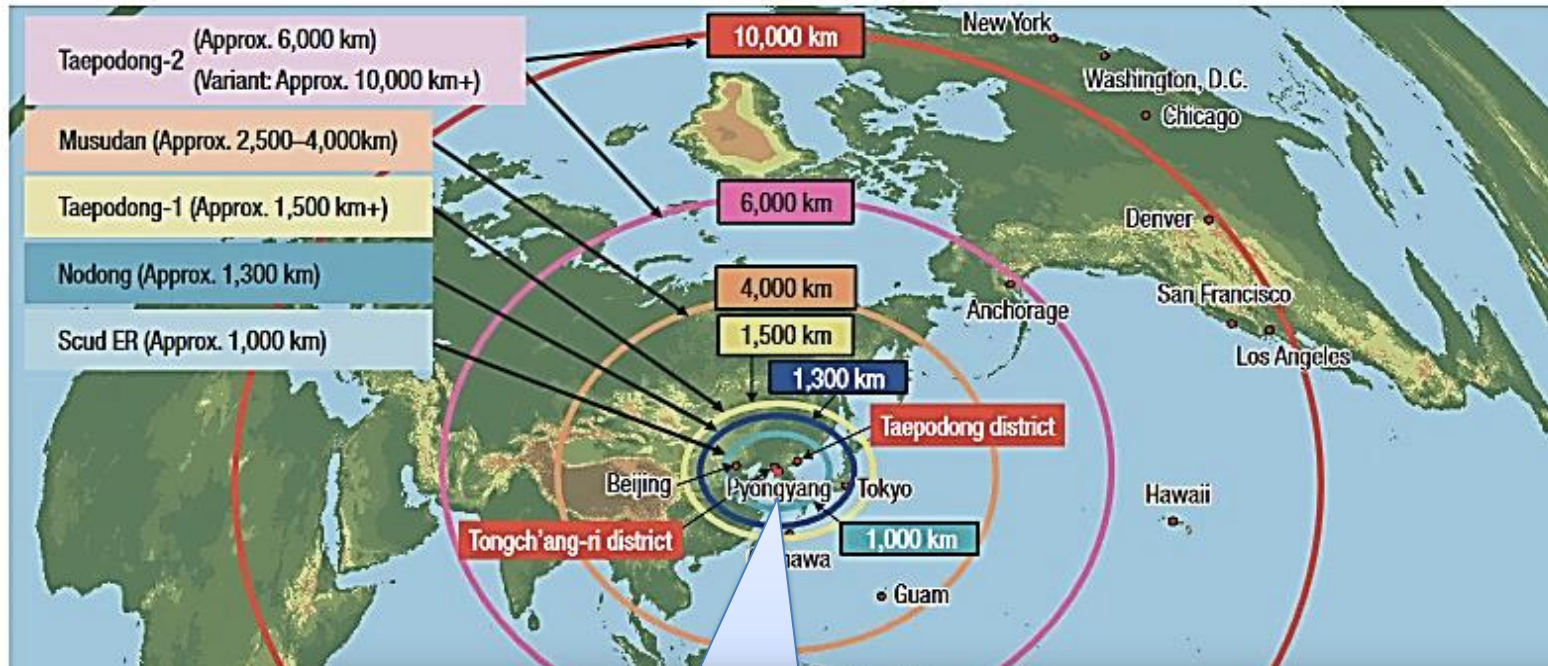 Taepodong-2
(Approx. 6,000 km)
(Variant: Approx. 10,000 km+)
Musudan (Approx. 2,500–4,000km)
Taepodong-1 (Approx. 1,500 km+)
Nodong (Approx. 1,300 km)
Scud ER (Approx. 1,000 km)
10,000 km
New York
Washington, D.C.
Chicago
6,000 km
Denver
4,000 km
Anchorage
San Francisco
1,500 km
Los Angeles
1,300 km
Taepodong district
Beijing
Pyongyang
Tokyo
Hawaii
Tongch'ang-ri district
1,000 km
nawa
Guam